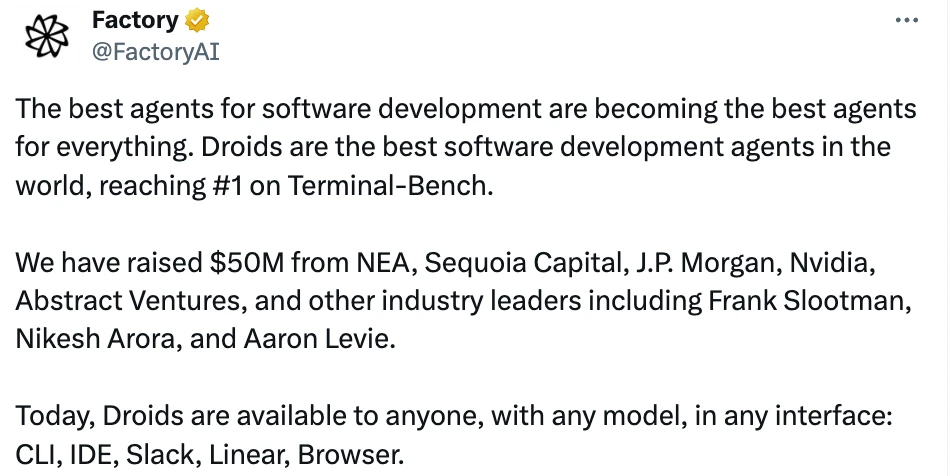 Factory
@FactoryAI
The best agents for software development are becoming the best agents
for everything. Droids are the best software development agents in the
world, reaching #1 on Terminal-Bench.
We have raised $50M from NEA, Sequoia Capital, J.P. Morgan, Nvidia,
Abstract Ventures, and other industry leaders including Frank Slootman,
Nikesh Arora, and Aaron Levie.
Today, Droids are available to anyone, with any model, in any interface:
CLI, IDE, Slack, Linear, Browser.